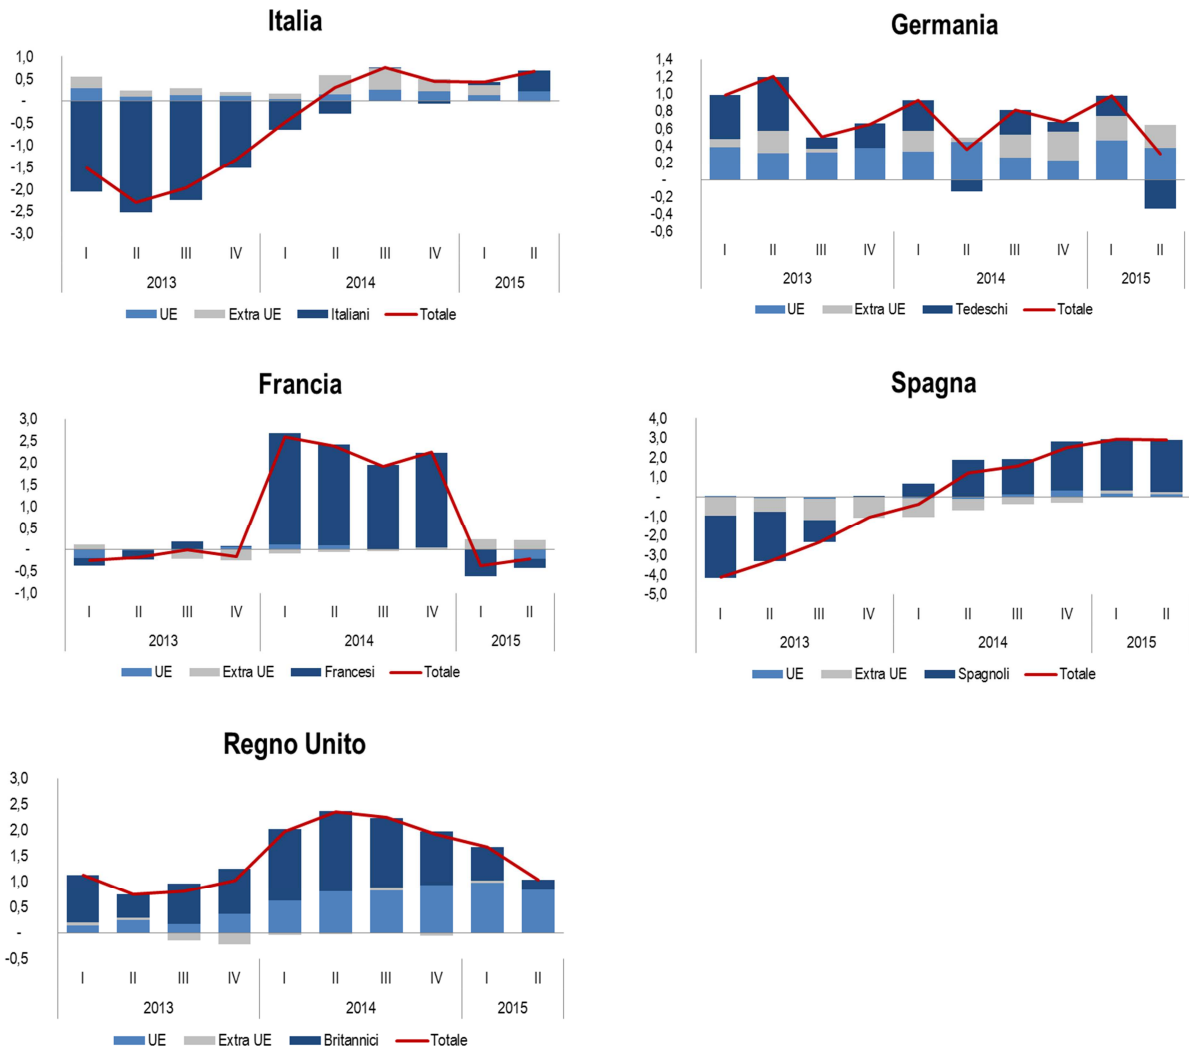 Italia
1,0
0,5
-
-0,5
-1,0
-1,5
-2,0
-2,5
-3,0
I II III IV I II III IV I II
2013 2014 2015
UE Extra UE Italiani Totale
Germania
1,4
1,2
1,0
0,8
0,6
0,4
0,2
-
-0,2
-0,4
-0,6
I II III IV I II III IV I II
2013 2014 2015
UE Extra UE Tedeschi Totale
Francia
3,0
2,5
2,0
1,5
1,0
0,5
-
-0,5
-1,0
I II III IV I II III IV I II
2013 2014 2015
UE Extra UE Francesi Totale
Spagna
4,0
3,0
2,0
1,0
-
-1,0
-2,0
-3,0
-4,0
-5,0
I II III IV I II III IV I II
2013 2014 2015
UE Extra UE Spagnoli Totale
Regno Unito
3,0
2,5
2,0
1,5
1,0
0,5
-
-0,5
I II III IV I II III IV I II
2013 2014 2015
UE Extra UE Britannici Totale